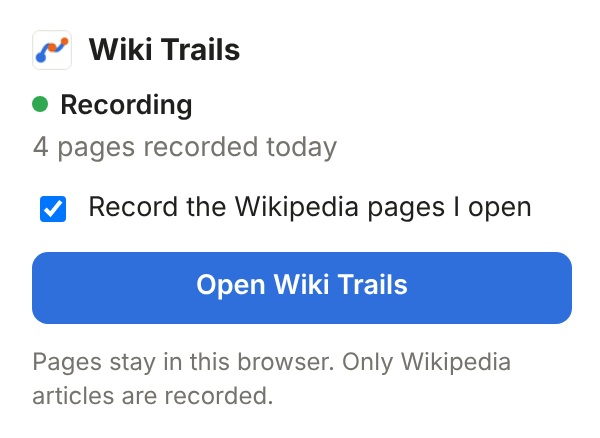 Wiki Trails
Recording
4 pages recorded today
Record the Wikipedia pages I open
Open Wiki Trails
Pages stay in this browser. Only Wikipedia
articles are recorded.